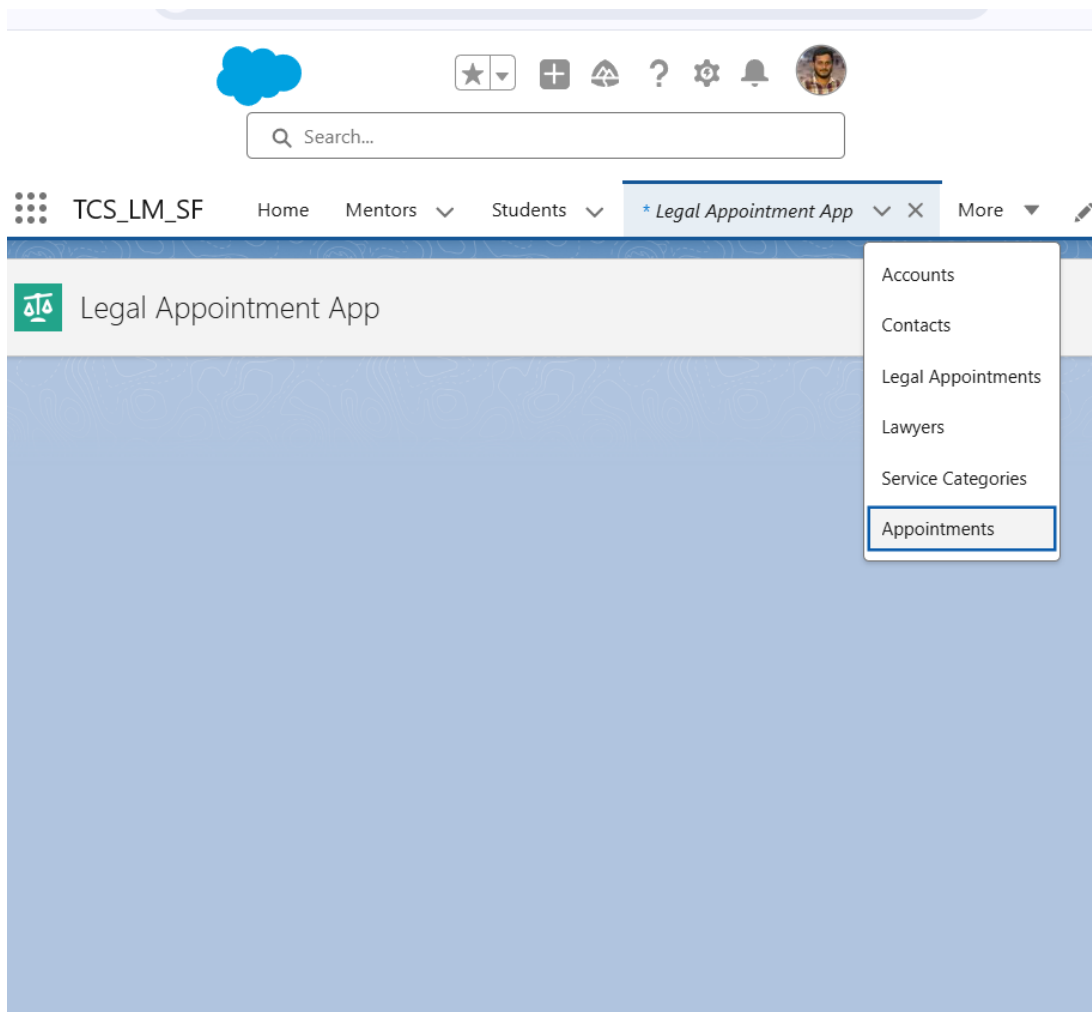 Search...
TCS_LM_SF Home Mentors Students * Legal Appointment App More
Legal Appointment App
Accounts
Contacts
Legal Appointments
Lawyers
Service Categories
Appointments